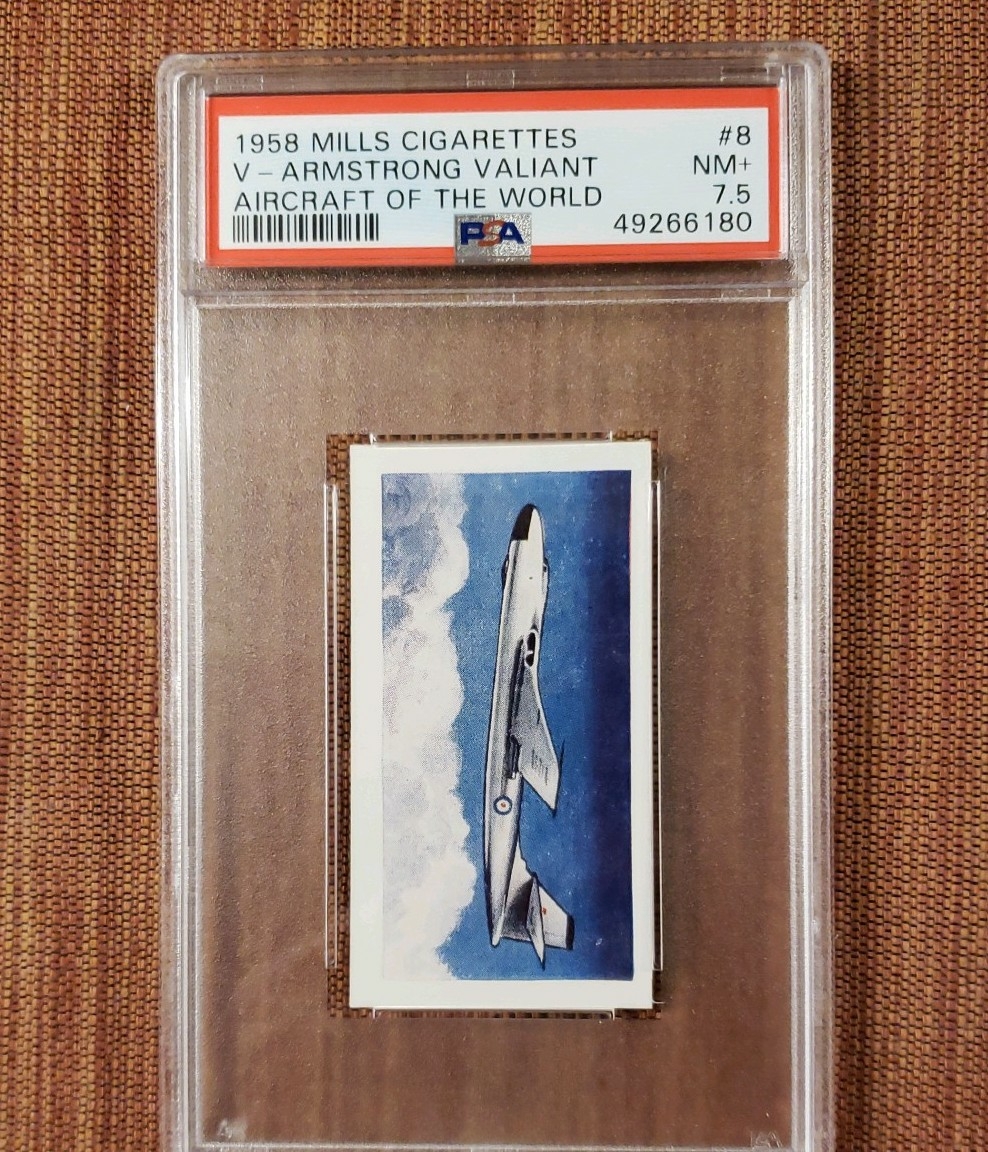 1958 MILLS CIGARETTES #8
V – ARMSTRONG VALIANT NM+
AIRCRAFT OF THE WORLD 7.5
PSA 49266180